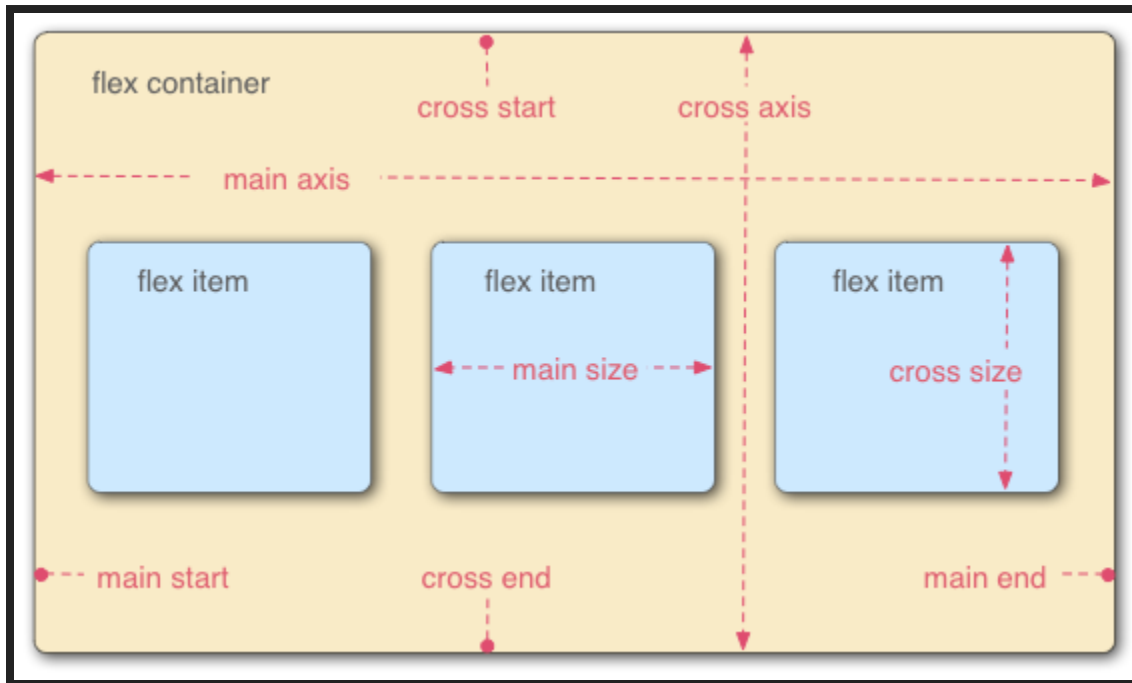 flex container
cross start
cross axis
main axis
flex item
flex item
flex item
main size
cross size
main start
cross end
main end